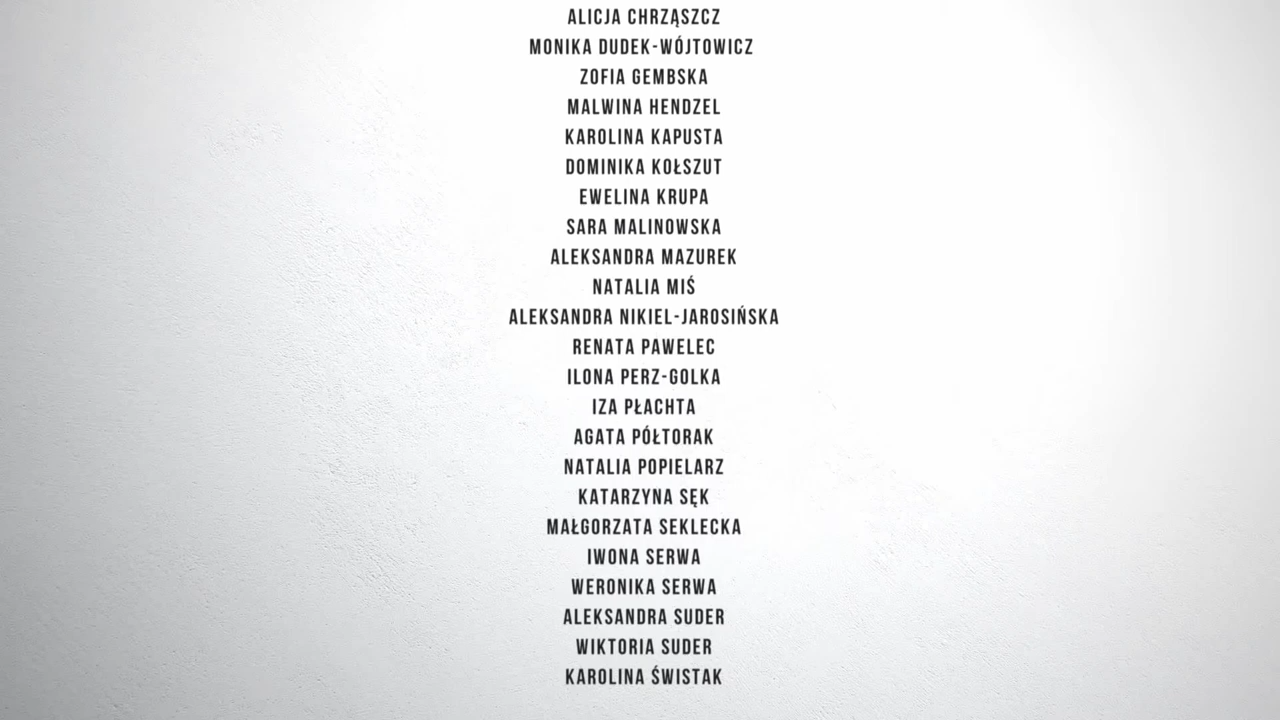 ALICJA CHRZĄSZCZ
MONIKA DUDEK-WÓJTOWICZ
ZOFIA GEMBSKA
MALWINA HENDZEL
KAROLINA KAPUSTA
DOMINIKA KOŁSZUT
EWELINA KRUPA
SARA MALINOWSKA
ALEKSANDRA MAZUREK
NATALIA MIŚ
ALEKSANDRA NIKIEL-JAROSIŃSKA
RENATA PAWELEC
ILONA PERZ-GOLKA
IZA PŁACHTA
AGATA PÓŁTORAK
NATALIA POPIELARZ
KATARZYNA SĘK
MAŁGORZATA SEKLECKA
IWONA SERWA
WERONIKA SERWA
ALEKSANDRA SUDER
WIKTORIA SUDER
KAROLINA ŚWISTAK